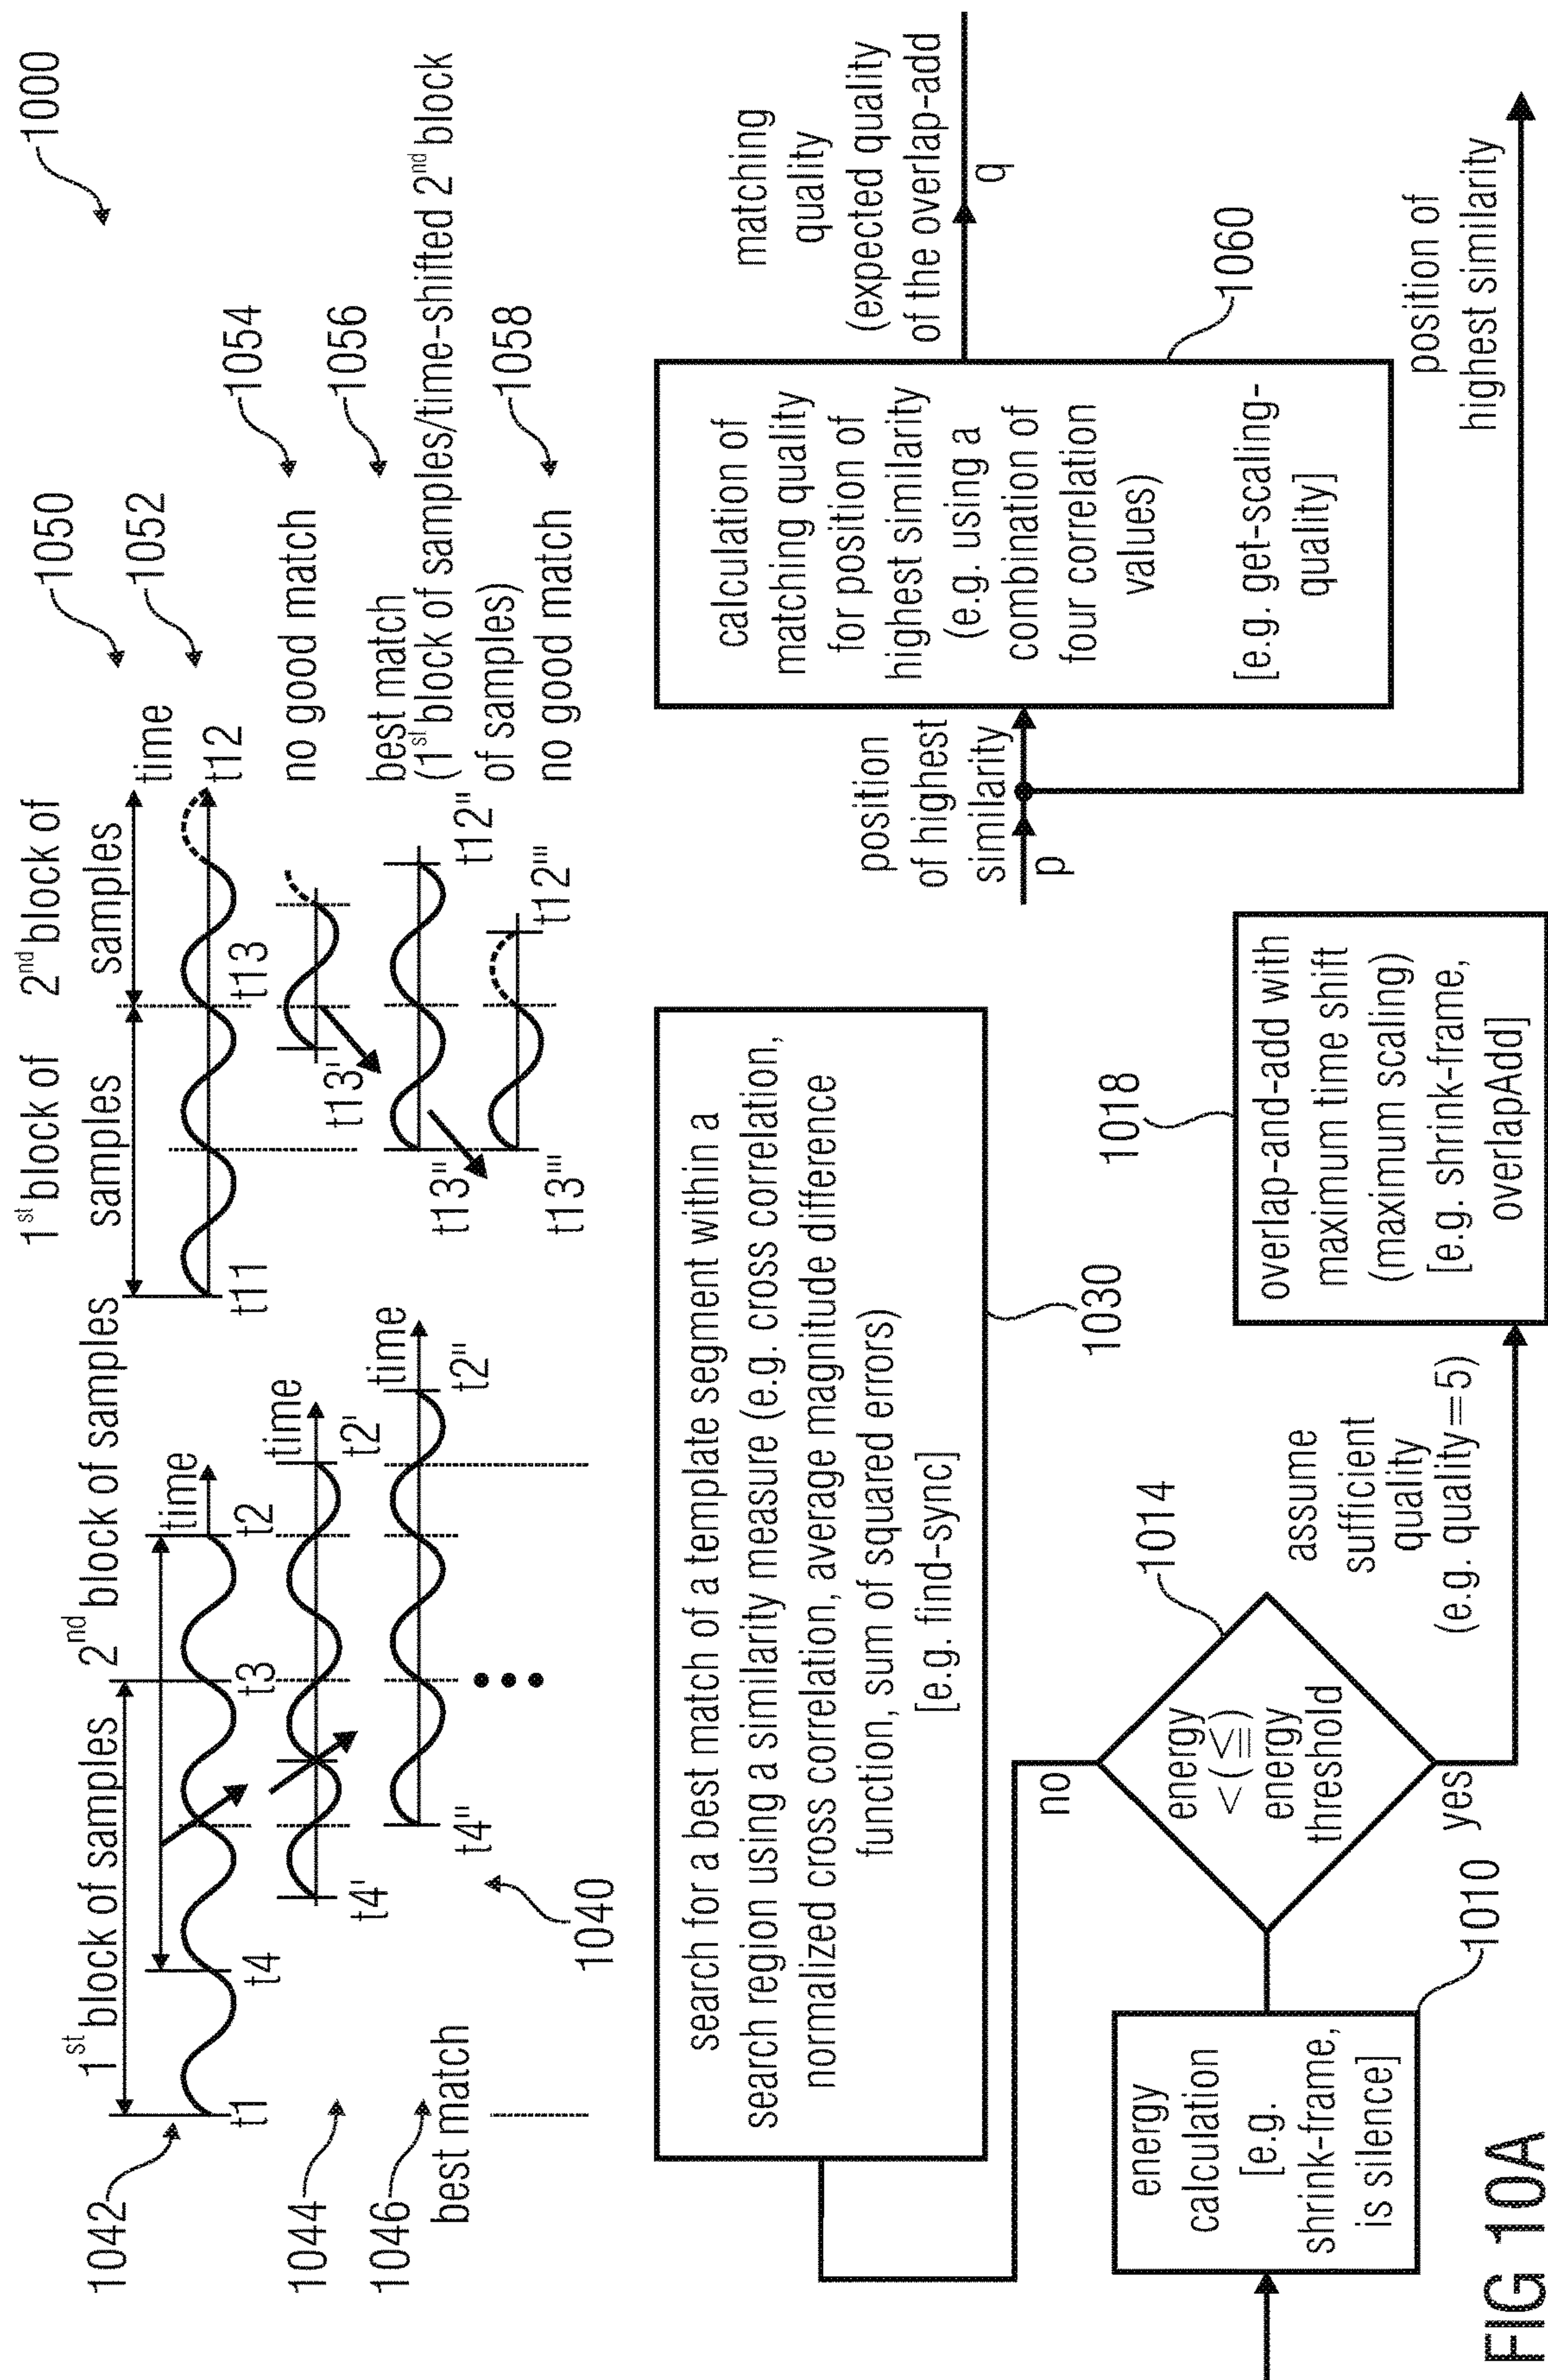 1000
1st block of samples
2nd block of samples
1042
t1
t4
t3
t2
time
1044
t4'
t2'
time
1046
best match
t4''
t2''
time
1040
1st block of
samples
2nd block of
samples
1050
1052
time
t11
t13
t12
t13'
no good match
1054
t13''
t12''
best match
(1st block of samples/time-shifted 2nd block
of samples)
1056
t13'''
t12'''
no good match
1058
search for a best match of a template segment within a
search region using a similarity measure (e.g. cross correlation,
normalized cross correlation, average magnitude difference
function, sum of squared errors)
[e.g. find-sync]
1030
position
of highest
similarity
p
calculation of
matching quality
for position of
highest similarity
(e.g. using a
combination of
four correlation
values)
[e.g. get-scaling-
quality]
1060
matching
quality
(expected quality
of the overlap-add
q
position of
highest similarity
energy
calculation
[e.g.
shrink-frame,
is silence]
1010
no
energy
<(≦)
energy
threshold
yes
1014
assume
sufficient
quality
(e.g. quality=5)
overlap-and-add with
maximum time shift
(maximum scaling)
[e.g. shrink-frame,
overlapAdd]
1018
FIG 10A